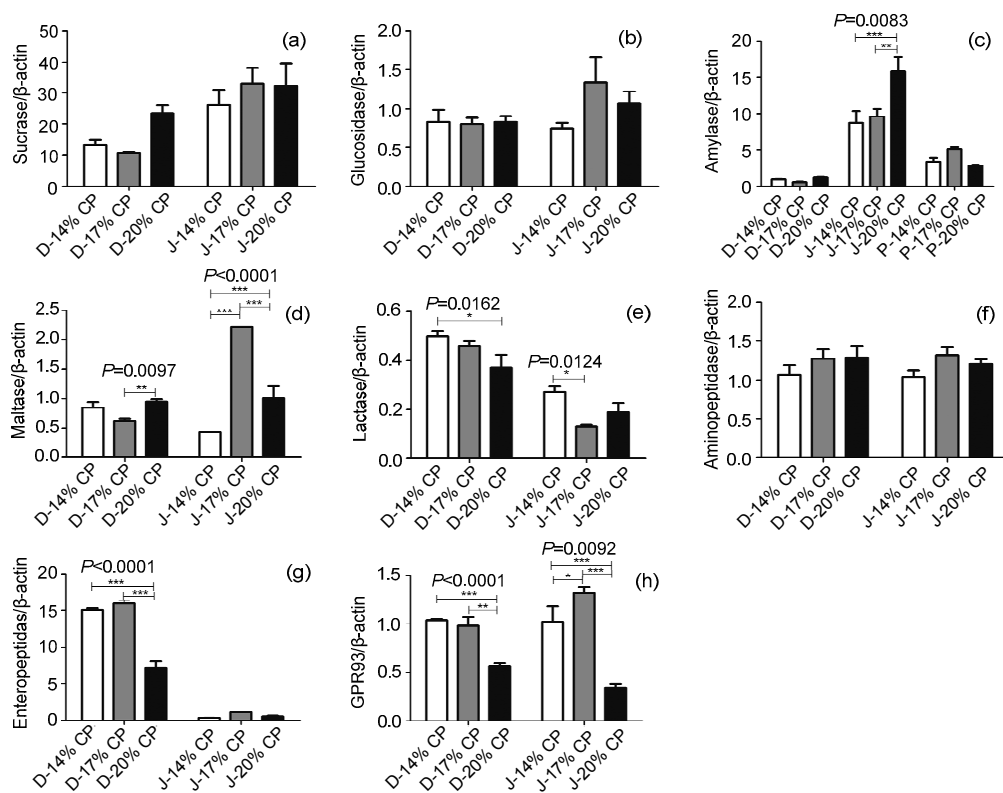 (a)
Sucrase/β-actin
50
40
30
20
10
0
D-14% CP
D-17% CP
D-20% CP
J-14% CP
J-17% CP
J-20% CP
(b)
Glucosidase/β-actin
2.0
1.5
1.0
0.5
0.0
D-14% CP
D-17% CP
D-20% CP
J-14% CP
J-17% CP
J-20% CP
P=0.0083
(c)
***
**
Amylase/β-actin
20
15
10
5
0
D-14% CP
D-17% CP
D-20% CP
J-14% CP
J-17% CP
J-20% CP
P-14% CP
P-17% CP
P-20% CP
P<0.0001
(d)
***
***
***
P=0.0097
**
Maltase/β-actin
2.5
2.0
1.5
1.0
0.5
0.0
D-14% CP
D-17% CP
D-20% CP
J-14% CP
J-17% CP
J-20% CP
P=0.0162
(e)
*
P=0.0124
*
Lactase/β-actin
0.6
0.4
0.2
0.0
D-14% CP
D-17% CP
D-20% CP
J-14% CP
J-17% CP
J-20% CP
(f)
Aminopeptidase/β-actin
2.0
1.5
1.0
0.5
0.0
D-14% CP
D-17% CP
D-20% CP
J-14% CP
J-17% CP
J-20% CP
P<0.0001
(g)
***
***
Enteropeptidas/β-actin
20
15
10
5
0
D-14% CP
D-17% CP
D-20% CP
J-14% CP
J-17% CP
J-20% CP
P=0.0092
(h)
***
*
***
P<0.0001
***
**
GPR93/β-actin
1.5
1.0
0.5
0.0
D-14% CP
D-17% CP
D-20% CP
J-14% CP
J-17% CP
J-20% CP